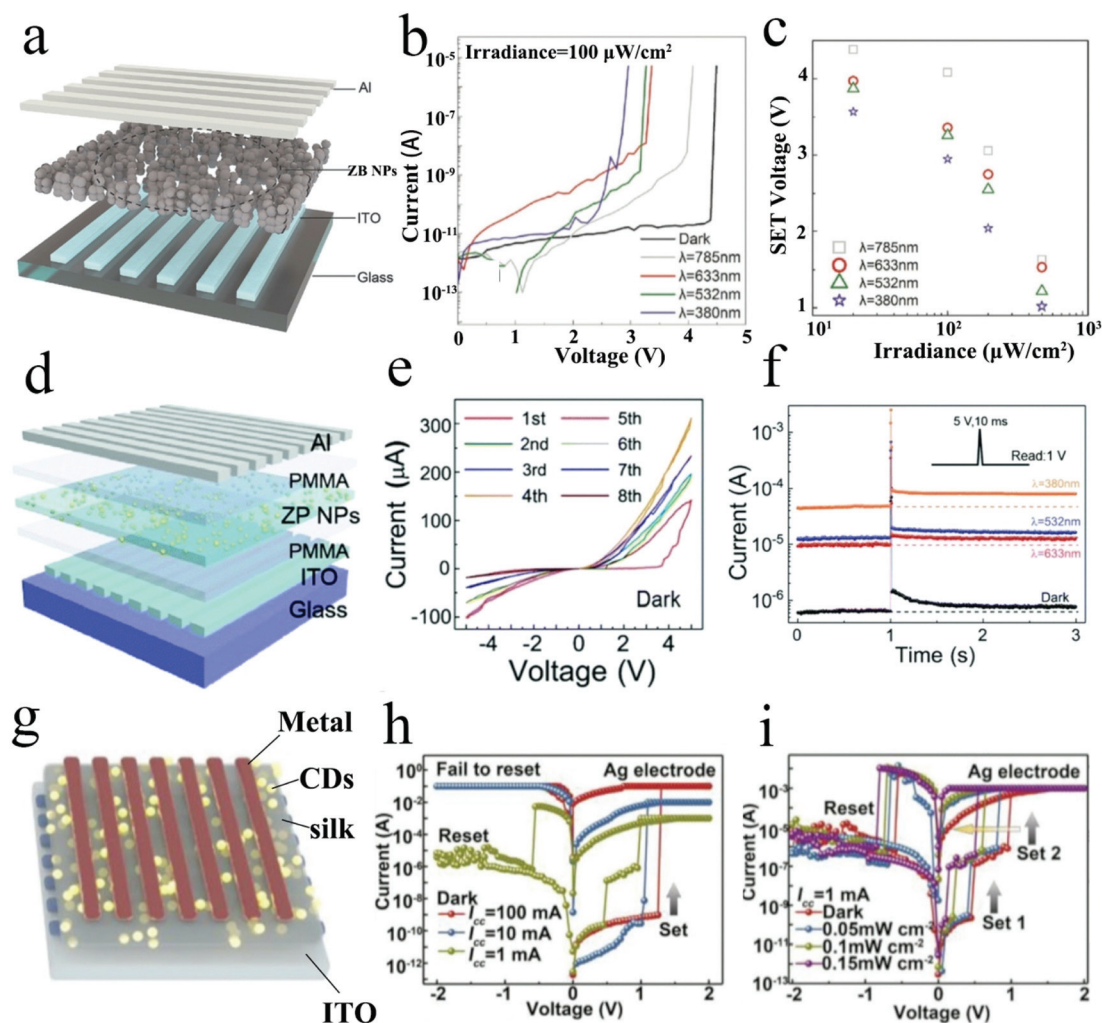 a
Al
ZB NPs
ITO
Glass
b
Irradiance=100 μW/cm²
Current (A)
10⁻⁵
10⁻⁷
10⁻⁹
10⁻¹¹
10⁻¹³
Dark
λ=785nm
λ=633nm
λ=532nm
λ=380nm
0 1 2 3 4 5
Voltage (V)
c
SET Voltage (V)
4
3
2
1
λ=785nm
λ=633nm
λ=532nm
λ=380nm
10¹ 10² 10³
Irradiance (μW/cm²)
d
Al
PMMA
ZP NPs
PMMA
ITO
Glass
e
Current (μA)
300
200
100
0
-100
1st 5th
2nd 6th
3rd 7th
4th 8th
Dark
-4 -2 0 2 4
Voltage (V)
f
Current (A)
10⁻³
10⁻⁴
10⁻⁵
10⁻⁶
5 V,10 ms
Read:1 V
λ=380nm
λ=532nm
λ=633nm
Dark
0 1 2 3
Time (s)
g
Metal
CDs
silk
ITO
h
Current (A)
10⁰
10⁻²
10⁻⁴
10⁻⁶
10⁻⁸
10⁻¹⁰
10⁻¹²
Fail to reset Ag electrode
Reset
Dark
Icc=100 mA
Icc=10 mA
Icc=1 mA
Set
-2 -1 0 1 2
Voltage (V)
i
Current (A)
10⁻¹
10⁻³
10⁻⁵
10⁻⁷
10⁻⁹
10⁻¹¹
10⁻¹³
Ag electrode
Reset
Set 2
Icc=1 mA
Set 1
Dark
0.05mW cm⁻²
0.1mW cm⁻²
0.15mW cm⁻²
-2 -1 0 1 2
Voltage (V)